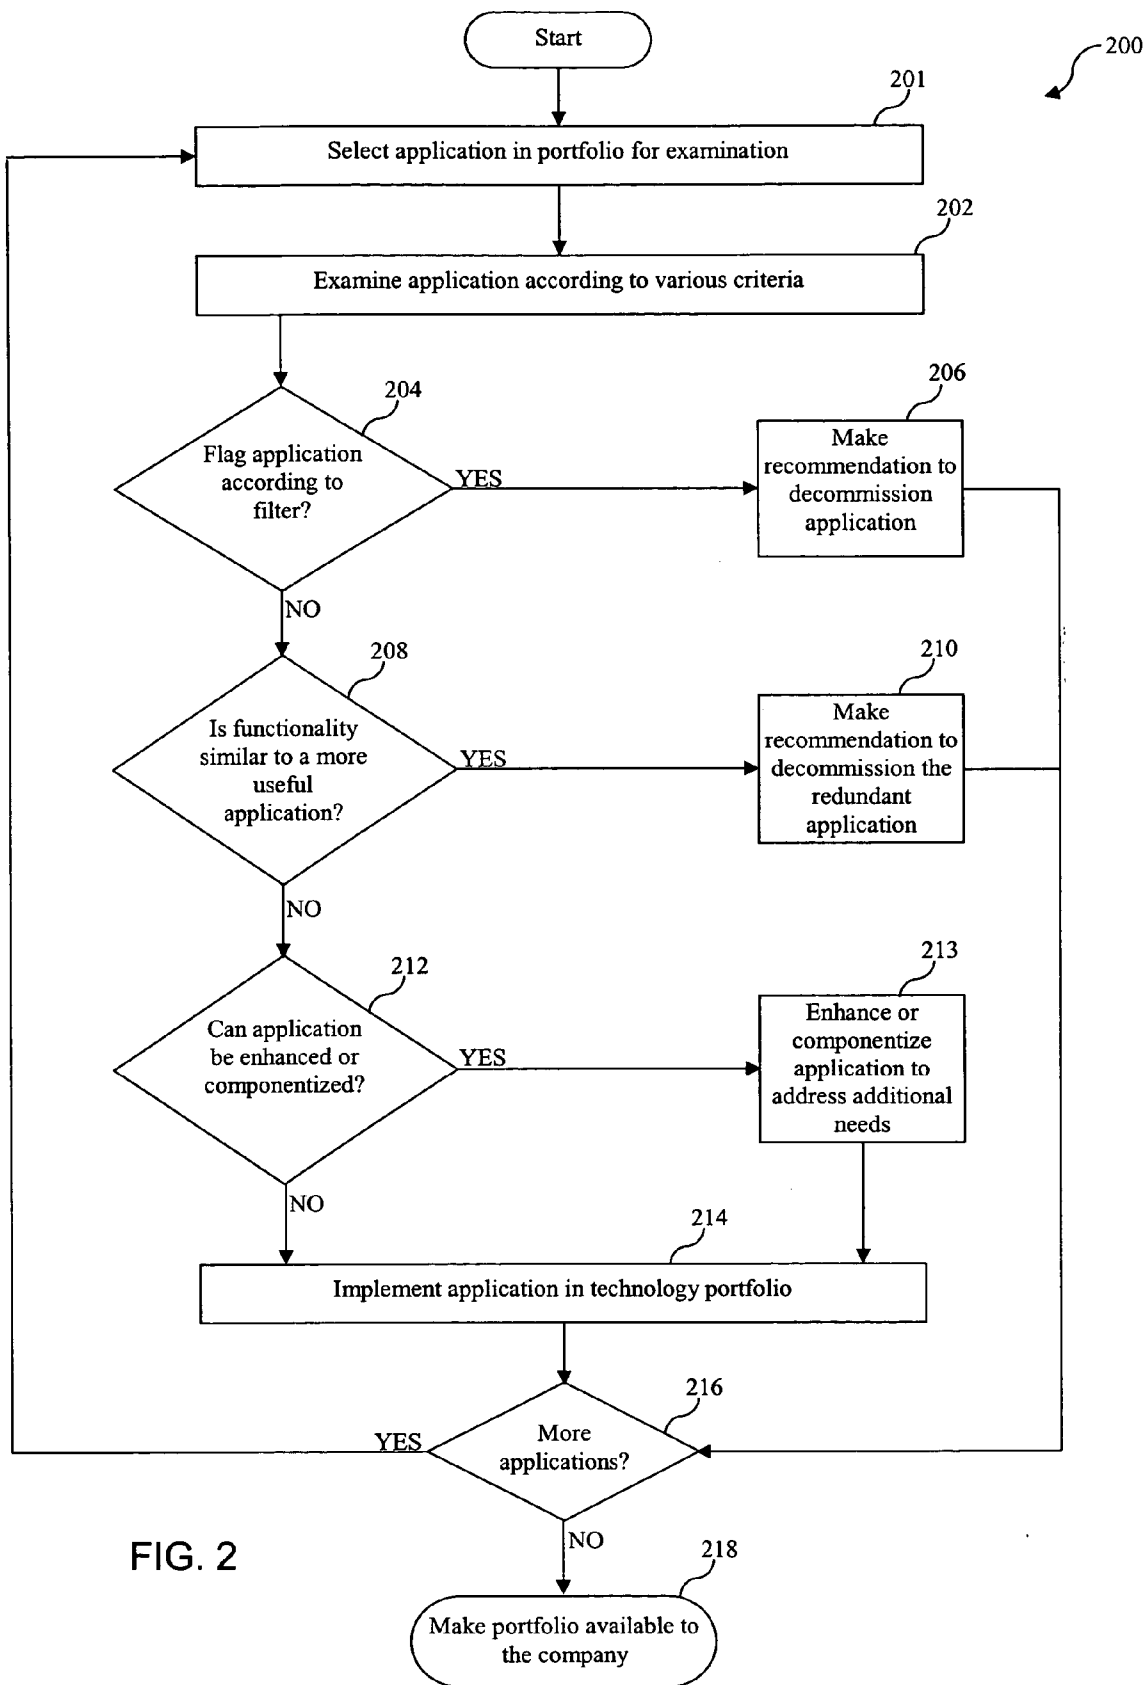 Start
200
201
Select application in portfolio for examination
202
Examine application according to various criteria
204
Flag application
according to
filter?
YES
206
Make
recommendation to
decommission
application
NO
208
Is functionality
similar to a more
useful
application?
YES
210
Make
recommendation to
decommission the
redundant
application
NO
212
Can application
be enhanced or
componentized?
YES
213
Enhance or
componentize
application to
address additional
needs
NO
214
Implement application in technology portfolio
216
More
applications?
YES
NO
FIG. 2
218
Make portfolio available to
the company